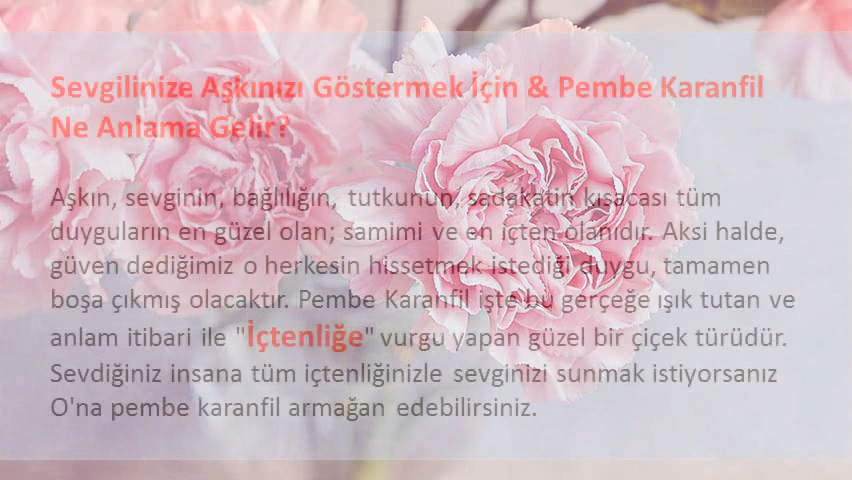 Sevgilinize Aşkınızı Göstermek İçin & Pembe Karanfil
Ne Anlama Gelir?
Aşkın, sevginin, bağlılığın, tutkunun, sadakatin kısacası tüm
duyguların en güzel olan; samimi ve en içten olanıdır. Aksi halde,
güven dediğimiz o herkesin hissetmek istediği duygu, tamamen
boşa çıkmış olacaktır. Pembe Karanfil işte bu gerçeğe ışık tutan ve
anlam itibari ile "İçtenliğe" vurgu yapan güzel bir çiçek türüdür.
Sevdiğiniz insana tüm içtenliğinizle sevginizi sunmak istiyorsanız
O'na pembe karanfil armağan edebilirsiniz.